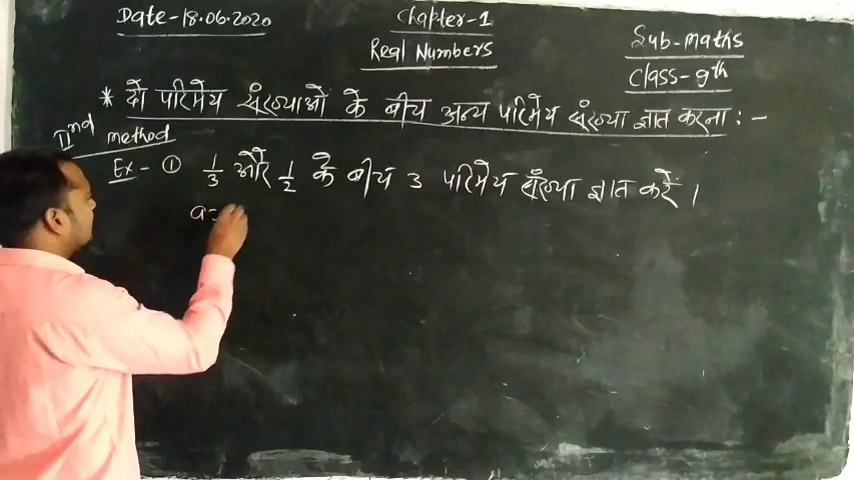 Date-18.06.2020
Chapter-1
Real Numbers
Sub-Maths
Class-9th
* दो परिमेय संख्याओ के बीच अन्य परिमेय संख्या ज्ञात करना :-
IInd method
Ex- ① 1/3 और 1/2 के बीच 3 परिमेय संख्या ज्ञात करें।
a=